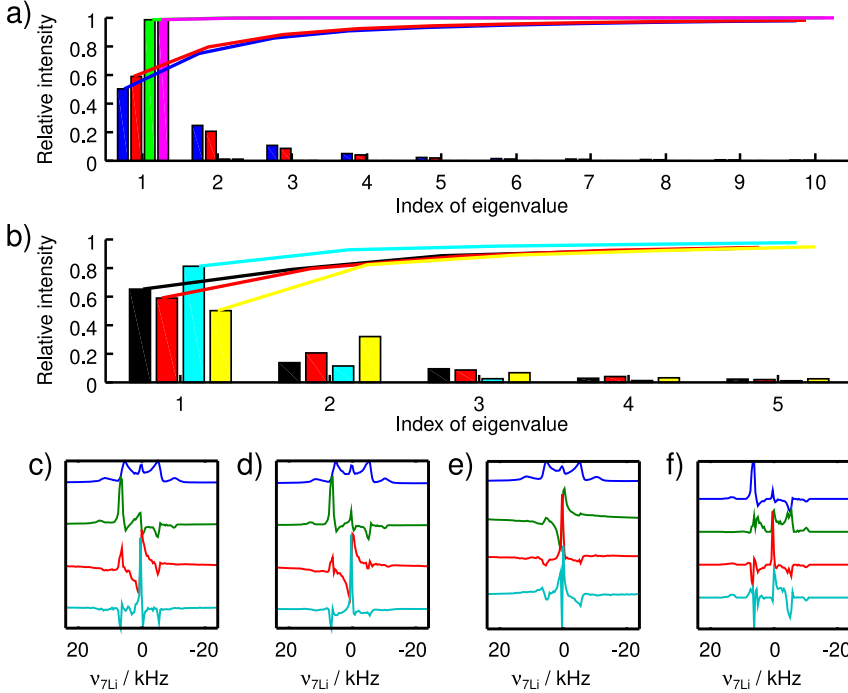 a)
Relative intensity
1
0.8
0.6
0.4
0.2
0
1 2 3 4 5 6 7 8 9 10
Index of eigenvalue
b)
Relative intensity
1
0.8
0.6
0.4
0.2
0
1 2 3 4 5
Index of eigenvalue
c) d) e) f)
20 0 -20 20 0 -20 20 0 -20 20 0 -20
ν7Li / kHz ν7Li / kHz ν7Li / kHz ν7Li / kHz